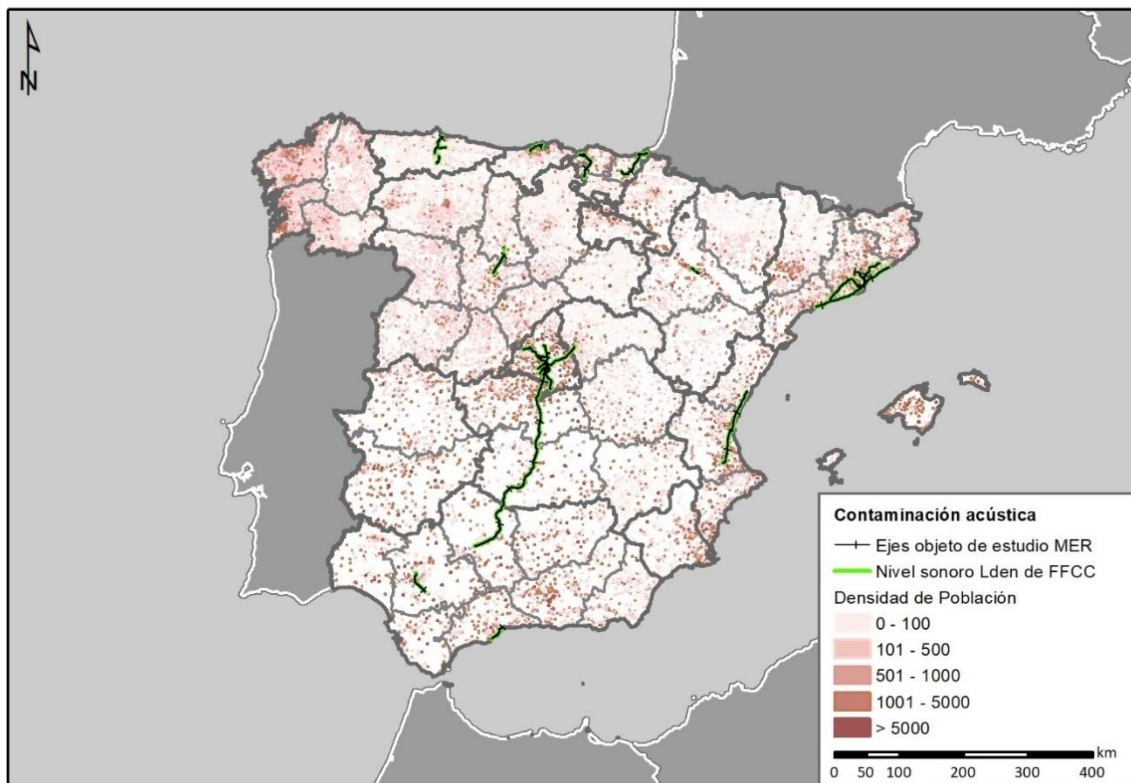 N
Contaminación acústica
Ejes objeto de estudio MER
Nivel sonoro Lden de FFCC
Densidad de Población
0 - 100
101 - 500
501 - 1000
1001 - 5000
> 5000
km
0 50 100 200 300 400